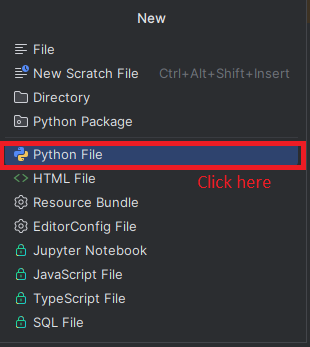 New
File
New Scratch File Ctrl+Alt+Shift+Insert
Directory
Python Package
Python File
HTML File Click here
Resource Bundle
EditorConfig File
Jupyter Notebook
JavaScript File
TypeScript File
SQL File